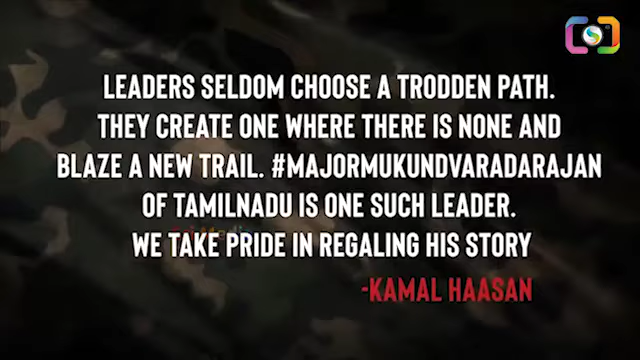 LEADERS SELDOM CHOOSE A TRODDEN PATH.
THEY CREATE ONE WHERE THERE IS NONE AND
BLAZE A NEW TRAIL. #MAJORMUKUNDVARADARAJAN
OF TAMILNADU IS ONE SUCH LEADER.
WE TAKE PRIDE IN REGALING HIS STORY
-KAMAL HAASAN